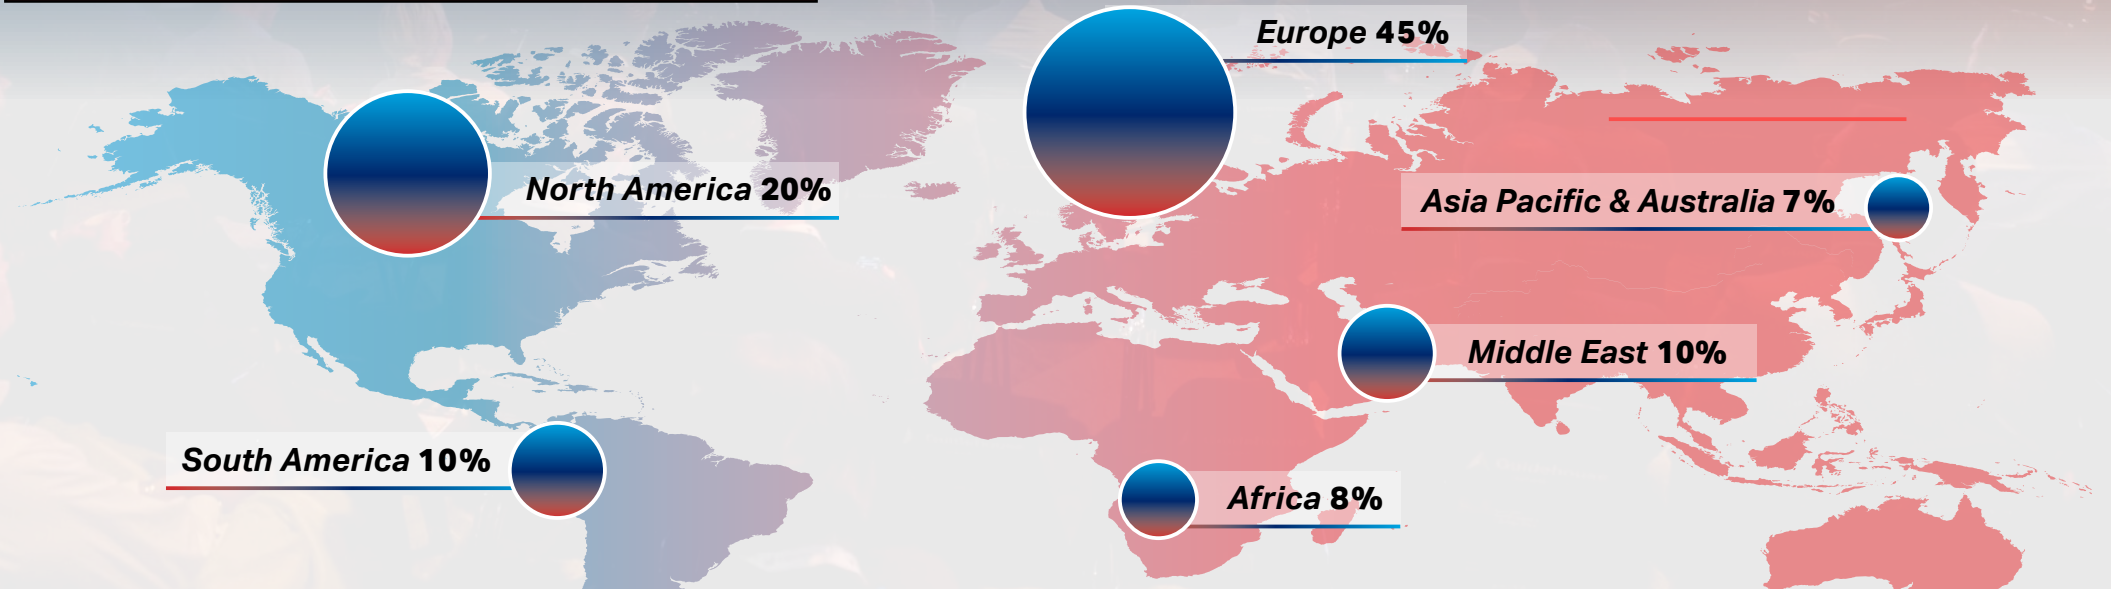 Europe 45%
North America 20%
Asia Pacific & Australia 7%
Middle East 10%
South America 10%
Africa 8%